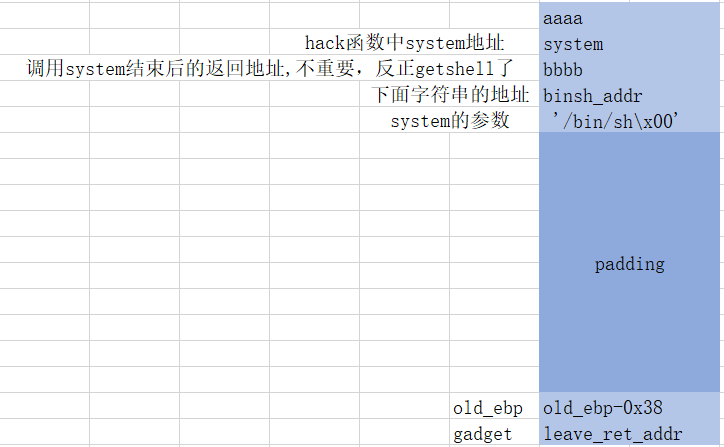 aaaa
hack函数中system地址 system
调用system结束后的返回地址,不重要，反正getshell了 bbbb
下面字符串的地址 binsh_addr
system的参数 '/bin/sh\x00'
padding
old_ebp old_ebp-0x38
gadget leave_ret_addr